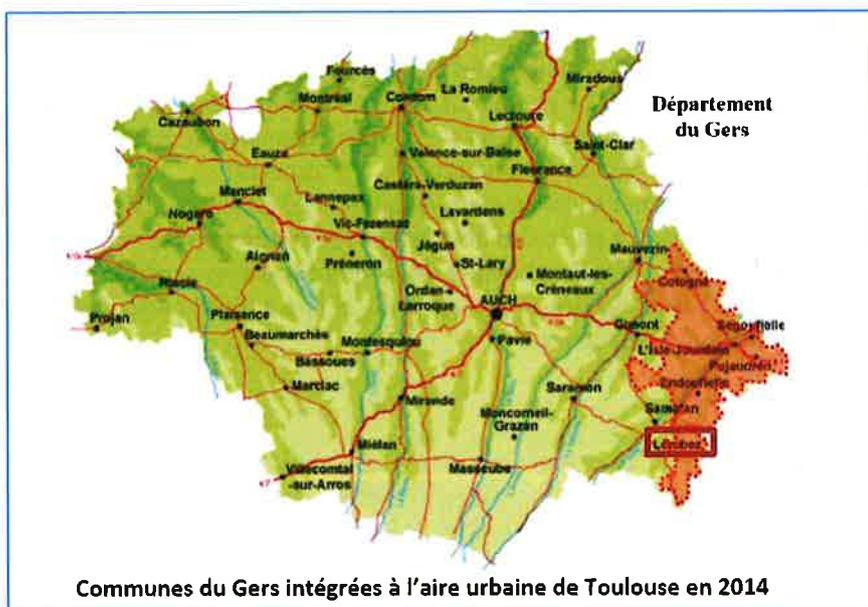 Fourcès
La Romieu
Miradoux
Montréal
Condom
Département
du Gers
Cazaubon
Lectoure
Eauze
Valence-sur-Baïse
Saint-Clar
Castéra-Verduzan
Fleurance
Manciet
Lannepax
Nogaro
Vic-Fezensac
Lavardens
Jégun
Mauvezin
Aignan
Préneron
St-Lary
Montaut-les-
Créneaux
Cologne
Riscle
Ordan-
Larroque
AUCH
Projan
Plaisance
Gimont
Ségoufielle
Beaumarchès
Montesquiou
Pavie
L'Isle Jourdain
Bassoues
Pujaudran
Endoufielle
Marciac
Mirande
Saramon
Samatan
Moncorneil-
Grazan
Lombez
Miélan
Masseube
Villecomtal
-sur-Arros
Communes du Gers intégrées à l'aire urbaine de Toulouse en 2014